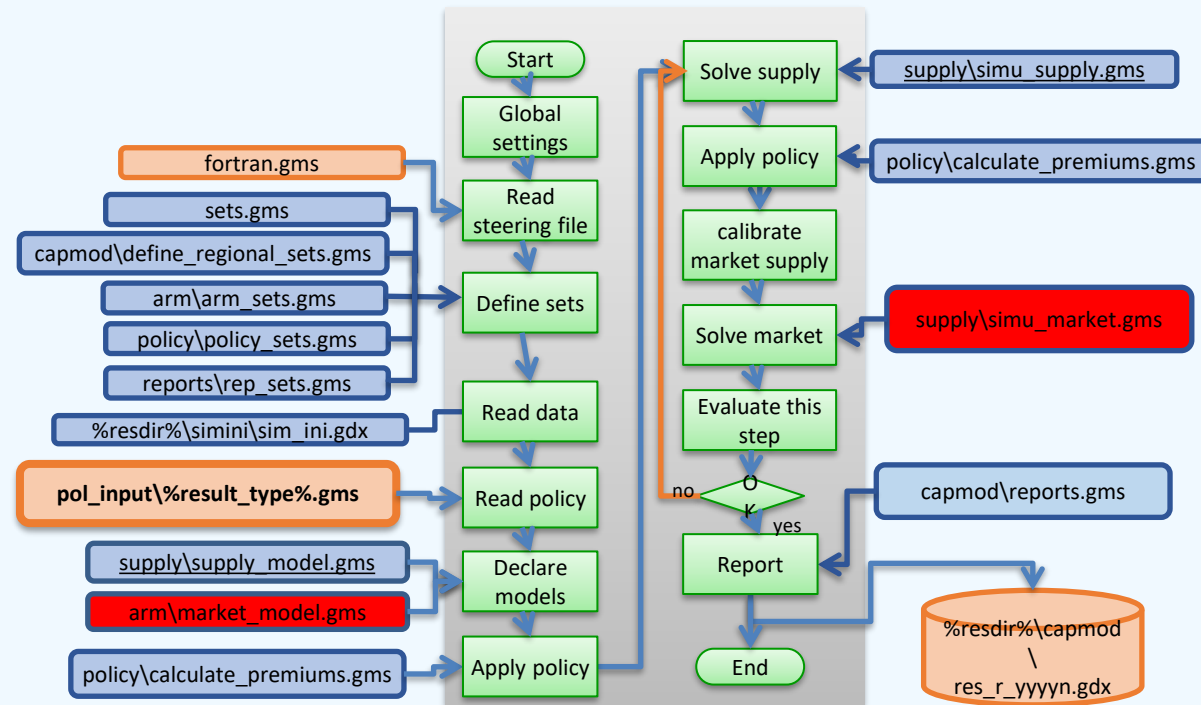 Start
Global
settings
fortran.gms
Read
steering file
sets.gms
capmod\define_regional_sets.gms
arm\arm_sets.gms
policy\policy_sets.gms
reports\rep_sets.gms
Define sets
%resdir%\simini\sim_ini.gdx
Read data
pol_input\%result_type%.gms
Read policy
supply\supply_model.gms
arm\market_model.gms
Declare
models
policy\calculate_premiums.gms
Apply policy
Solve supply
supply\simu_supply.gms
Apply policy
policy\calculate_premiums.gms
calibrate
market supply
Solve market
supply\simu_market.gms
Evaluate this
step
no
O
K
yes
Report
capmod\reports.gms
End
%resdir%\capmod
\
res_r_yyyyn.gdx